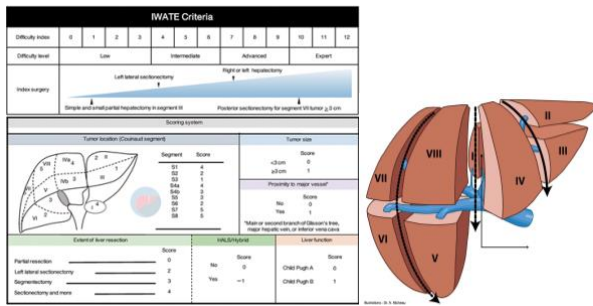 IWATE Criteria
Difficulty Index 0 1 2 3 4 5 6 7 8 9 10 11 12
Difficulty level Low Intermediate Advanced Expert
Right or left hepatectomy
Left lateral sectionectomy
Index surgery
Simple and small partial hepatectomy in segment III
Posterior sectionectomy for segment VII tumor ≥3 cm
Scoring system
Tumor location (Couinaud segment)
Segment Score
S1 4
S2 2
S3 1
S4a 4
S4b 3
S5 3
S6 2
S7 5
S8 5
Tumor size
Score
<3cm 0
≥3cm 1
Proximity to major vessel*
Score
No 0
Yes 1
*Main or second branch of Glisson's tree,
major hepatic vein, or inferior vena cava
Extent of liver resection
Score
Partial resection 0
Left lateral sectionectomy 2
Segmentectomy 3
Sectionectomy and more 4
HALS/Hybrid
Score
No 0
Yes −1
Liver function
Score
Child Pugh A 0
Child Pugh B 1
II
III
IV
I
VIII
VII
VI
V